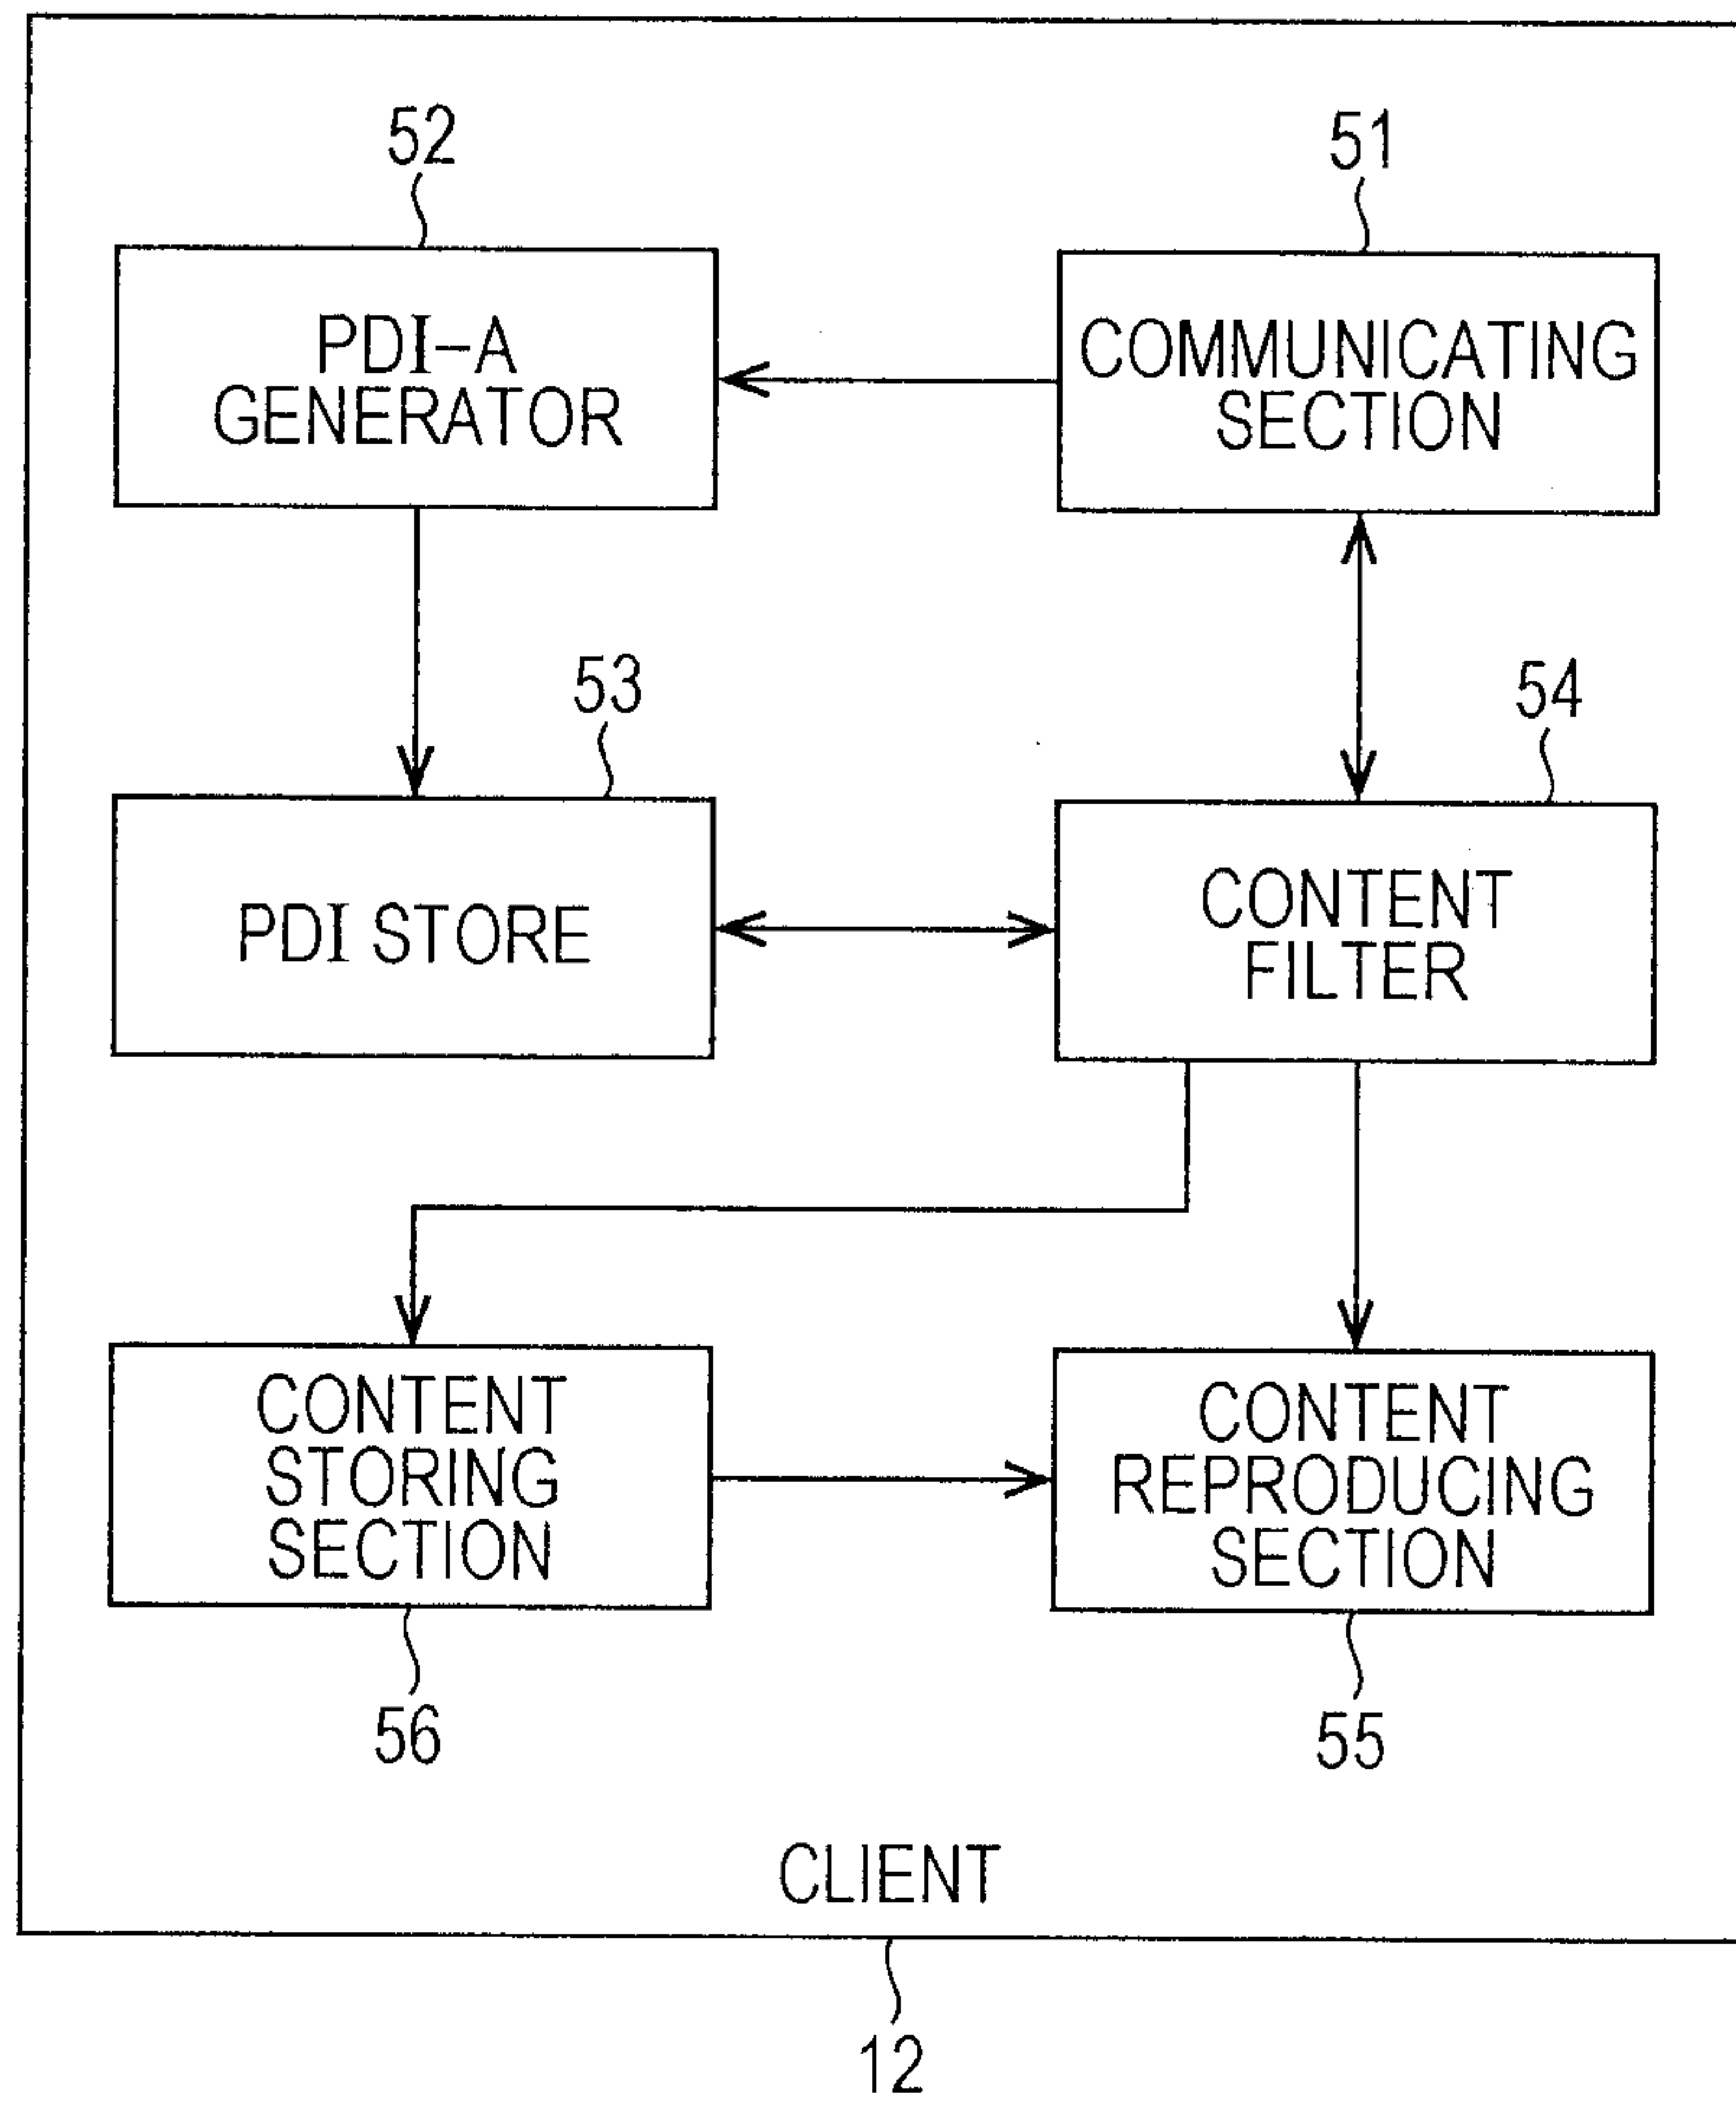 52
51
PDI-A
GENERATOR
COMMUNICATING
SECTION
53
54
PDI STORE
CONTENT
FILTER
CONTENT
STORING
SECTION
CONTENT
REPRODUCING
SECTION
56
55
CLIENT
12